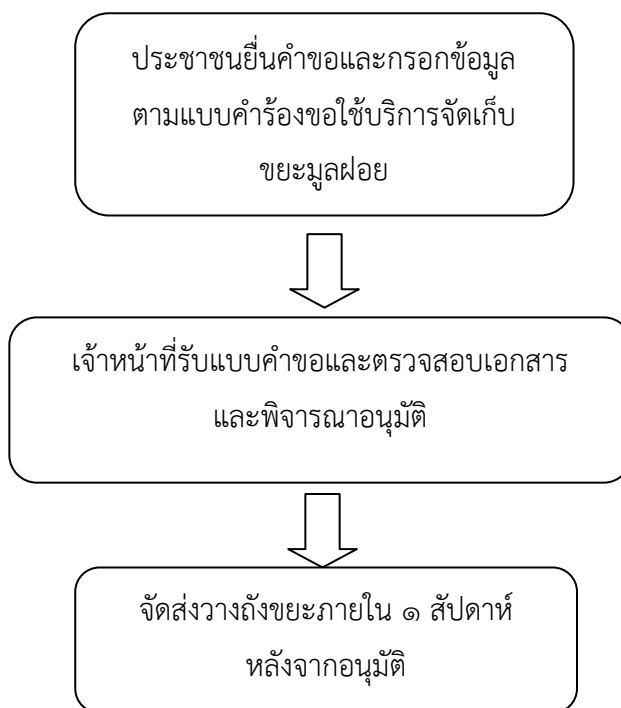 ประชาชนยื่นคำขอและกรอกข้อมูล
ตามแบบคำร้องขอใช้บริการจัดเก็บ
ขยะมูลฝอย
เจ้าหน้าที่รับแบบคำขอและตรวจสอบเอกสาร
และพิจารณาอนุมัติ
จัดส่งวางถังขยะภายใน ๑ สัปดาห์
หลังจากอนุมัติ